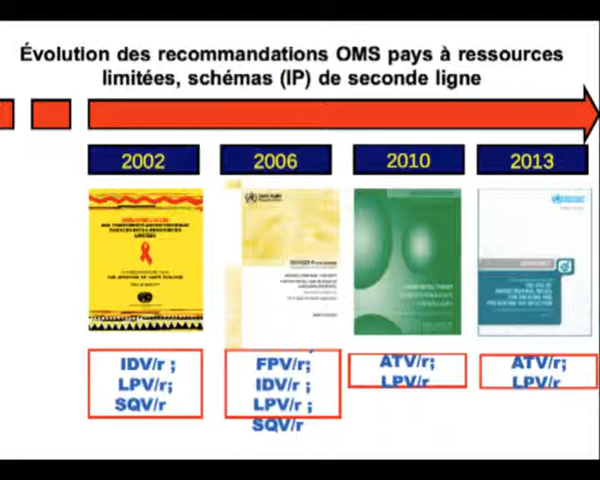 Évolution des recommandations OMS pays à ressources
limitées, schémas (IP) de seconde ligne
2002
2006
2010
2013
IDV/r ;
LPV/r;
SQV/r
FPV/r;
IDV/r ;
LPV/r ;
SQV/r
ATV/r;
LPV/r
ATV/r;
LPV/r